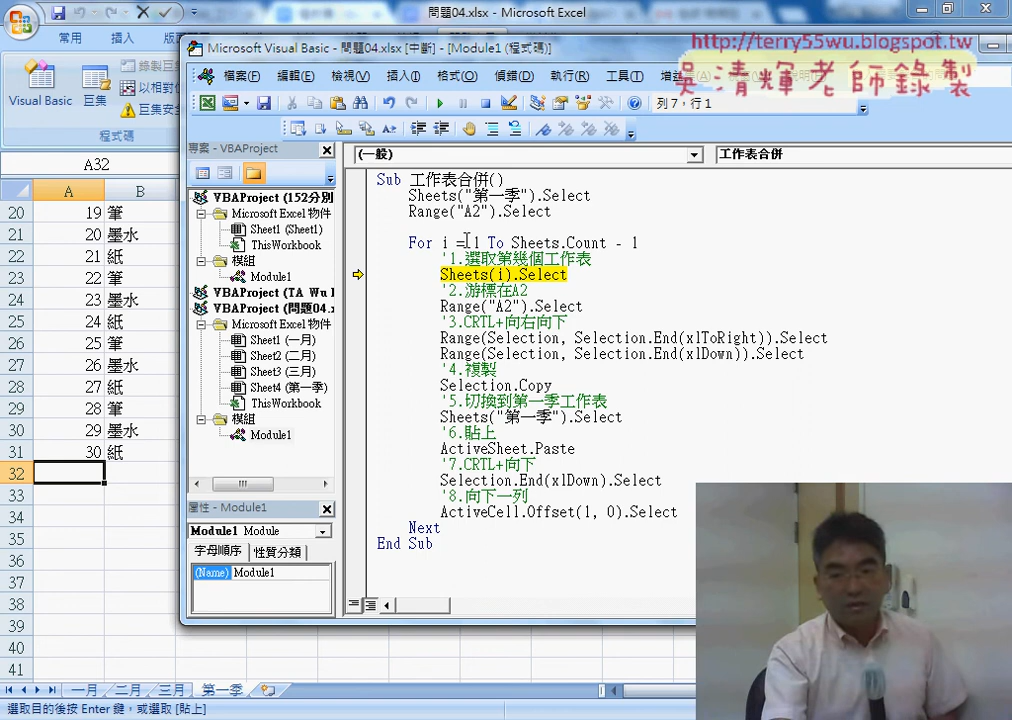 問題04.xlsx - Microsoft Excel
常用
插入
Visual Basic
巨集
以相對
巨集安
程式碼
A32
A
B
20 19 筆
21 20 墨水
22 21 紙
23 22 筆
24 23 墨水
25 24 紙
26 25 筆
27 26 墨水
28 27 紙
29 28 筆
30 29 墨水
31 30 紙
32
33
34
35
36
37
38
39
40
41
一月
二月
三月
第一季
選取目的後按 Enter 鍵，或選取 [貼上]
Microsoft Visual Basic - 問題04.xlsx [中斷] - [Module1 (程式碼)]
http://terry55wu.blogspot.tw
吳清輝老師錄製
檔案(F)
編輯(E)
檢視(V)
插入(I)
格式(O)
偵錯(D)
執行(R)
工具(T)
列 7，行 1
專案 - VBAProject
VBAProject (152分別
Microsoft Excel 物件
Sheet1 (Sheet1)
ThisWorkbook
模組
Module1
VBAProject (TA Wu
VBAProject (問題04.x
Microsoft Excel 物件
Sheet1 (一月)
Sheet2 (二月)
Sheet3 (三月)
Sheet4 (第一季)
ThisWorkbook
模組
Module1
屬性 - Module1
Module1 Module
字母順序
性質分類
(Name) Module1
(一般)
工作表合併
Sub 工作表合併()
Sheets("第一季").Select
Range("A2").Select
For i = 1 To Sheets.Count - 1
'1.選取第幾個工作表
Sheets(i).Select
'2.游標在A2
Range("A2").Select
'3.CRTL+向右向下
Range(Selection, Selection.End(xlToRight)).Select
Range(Selection, Selection.End(xlDown)).Select
'4.複製
Selection.Copy
'5.切換到第一季工作表
Sheets("第一季").Select
'6.貼上
ActiveSheet.Paste
'7.CRTL+向下
Selection.End(xlDown).Select
'8.向下一列
ActiveCell.Offset(1, 0).Select
Next
End Sub